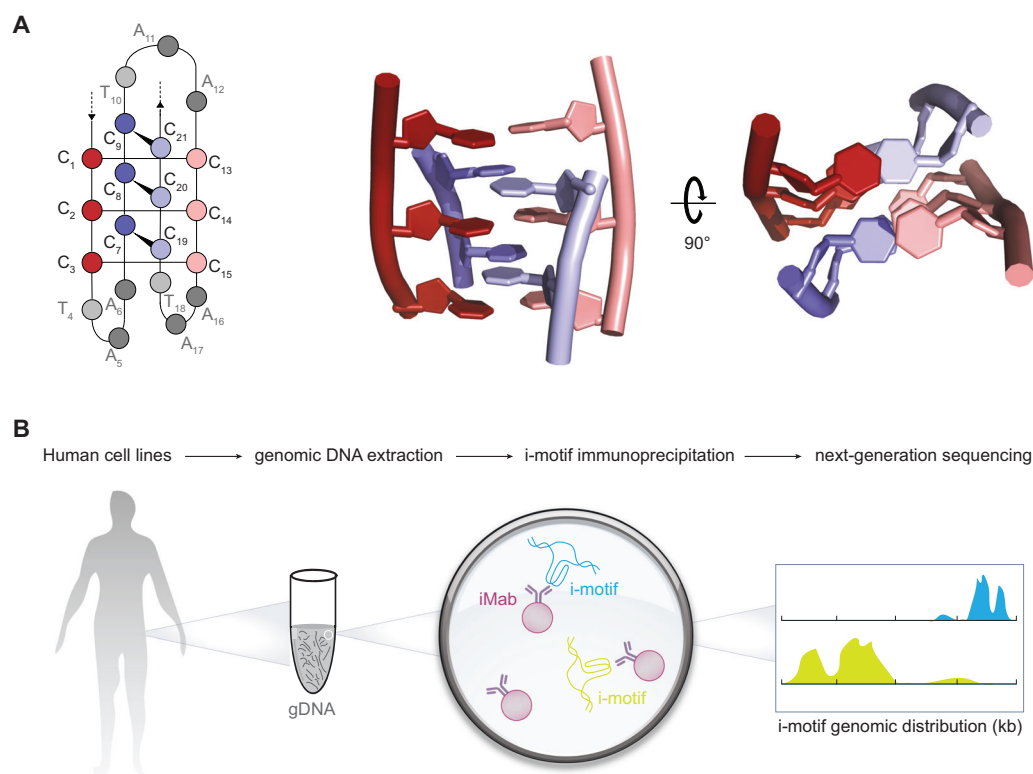 A
A11
T10
A12
C9
C21
C1
C13
C8
C20
C2
C14
C7
C19
C3
C15
T4
A6
T18
A16
A5
A17
90°
B
Human cell lines
genomic DNA extraction
i-motif immunoprecipitation
next-generation sequencing
iMab
i-motif
i-motif
gDNA
i-motif genomic distribution (kb)